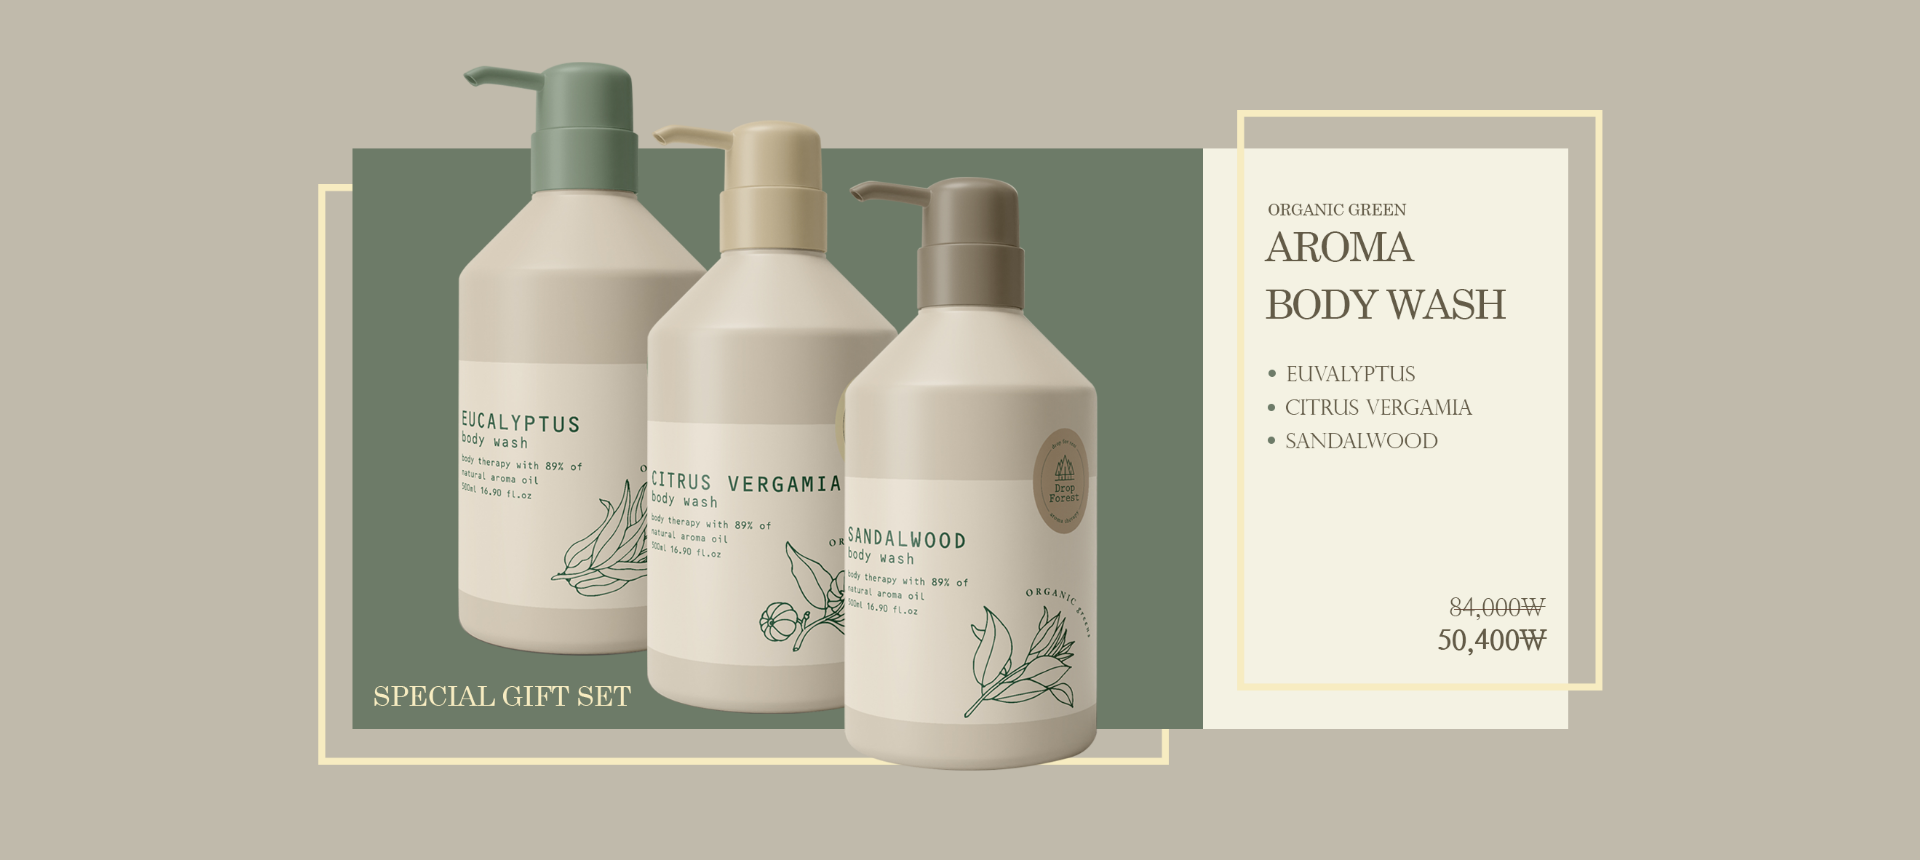 EUCALYPTUS
body wash
body therapy with 89% of
natural aroma oil
500ml 16.90 fl.oz
CITRUS VERGAMIA
body wash
body therapy with 89% of
natural aroma oil
500ml 16.90 fl.oz
SANDALWOOD
body wash
body therapy with 89% of
natural aroma oil
500ml 16.90 fl.oz
Drop
Forest
ORGANIC greens
SPECIAL GIFT SET
ORGANIC GREEN
AROMA
BODY WASH
• EUVALYPTUS
• CITRUS VERGAMIA
• SANDALWOOD
84,000₩
50,400₩